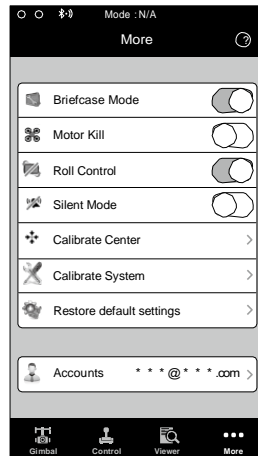 Mode : N/A
More
Briefcase Mode
Motor Kill
Roll Control
Silent Mode
Calibrate Center
Calibrate System
Restore default settings
Accounts ***@***.com
Gimbal Control Viewer More